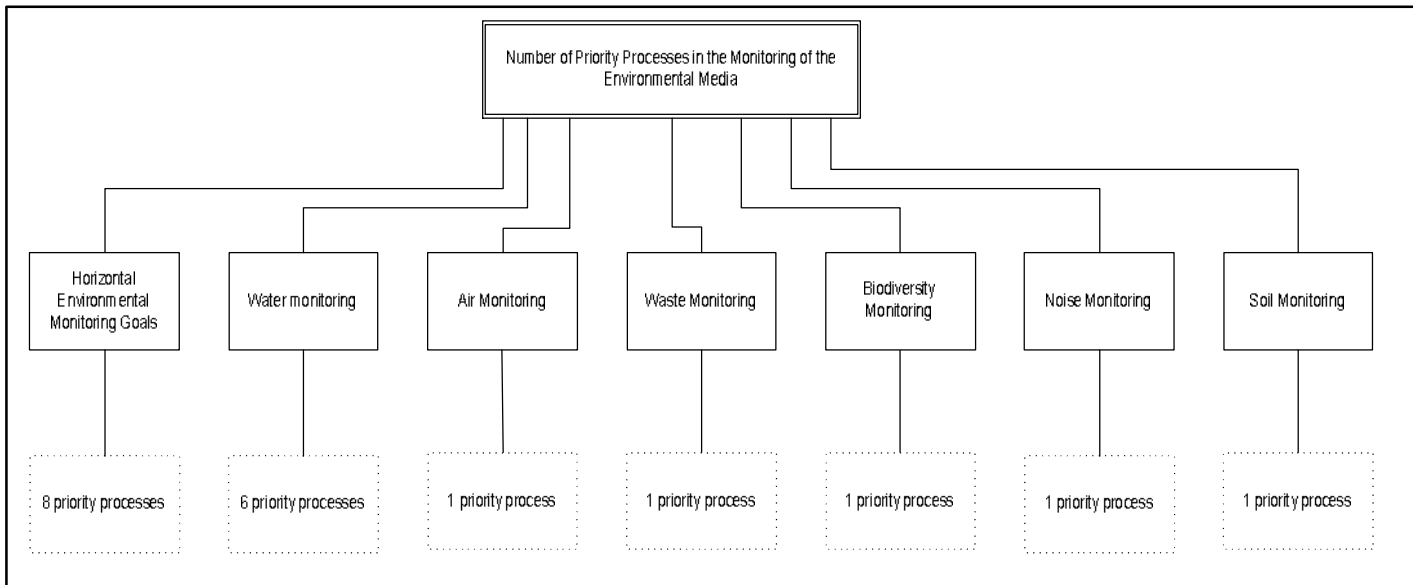 Number of Priority Processes in the Monitoring of the
Environmental Media
Horizontal
Environmental
Monitoring Goals
Water monitoring
Air Monitoring
Waste Monitoring
Biodiversity
Monitoring
Noise Monitoring
Soil Monitoring
8 priority processes
6 priority processes
1 priority process
1 priority process
1 priority process
1 priority process
1 priority process